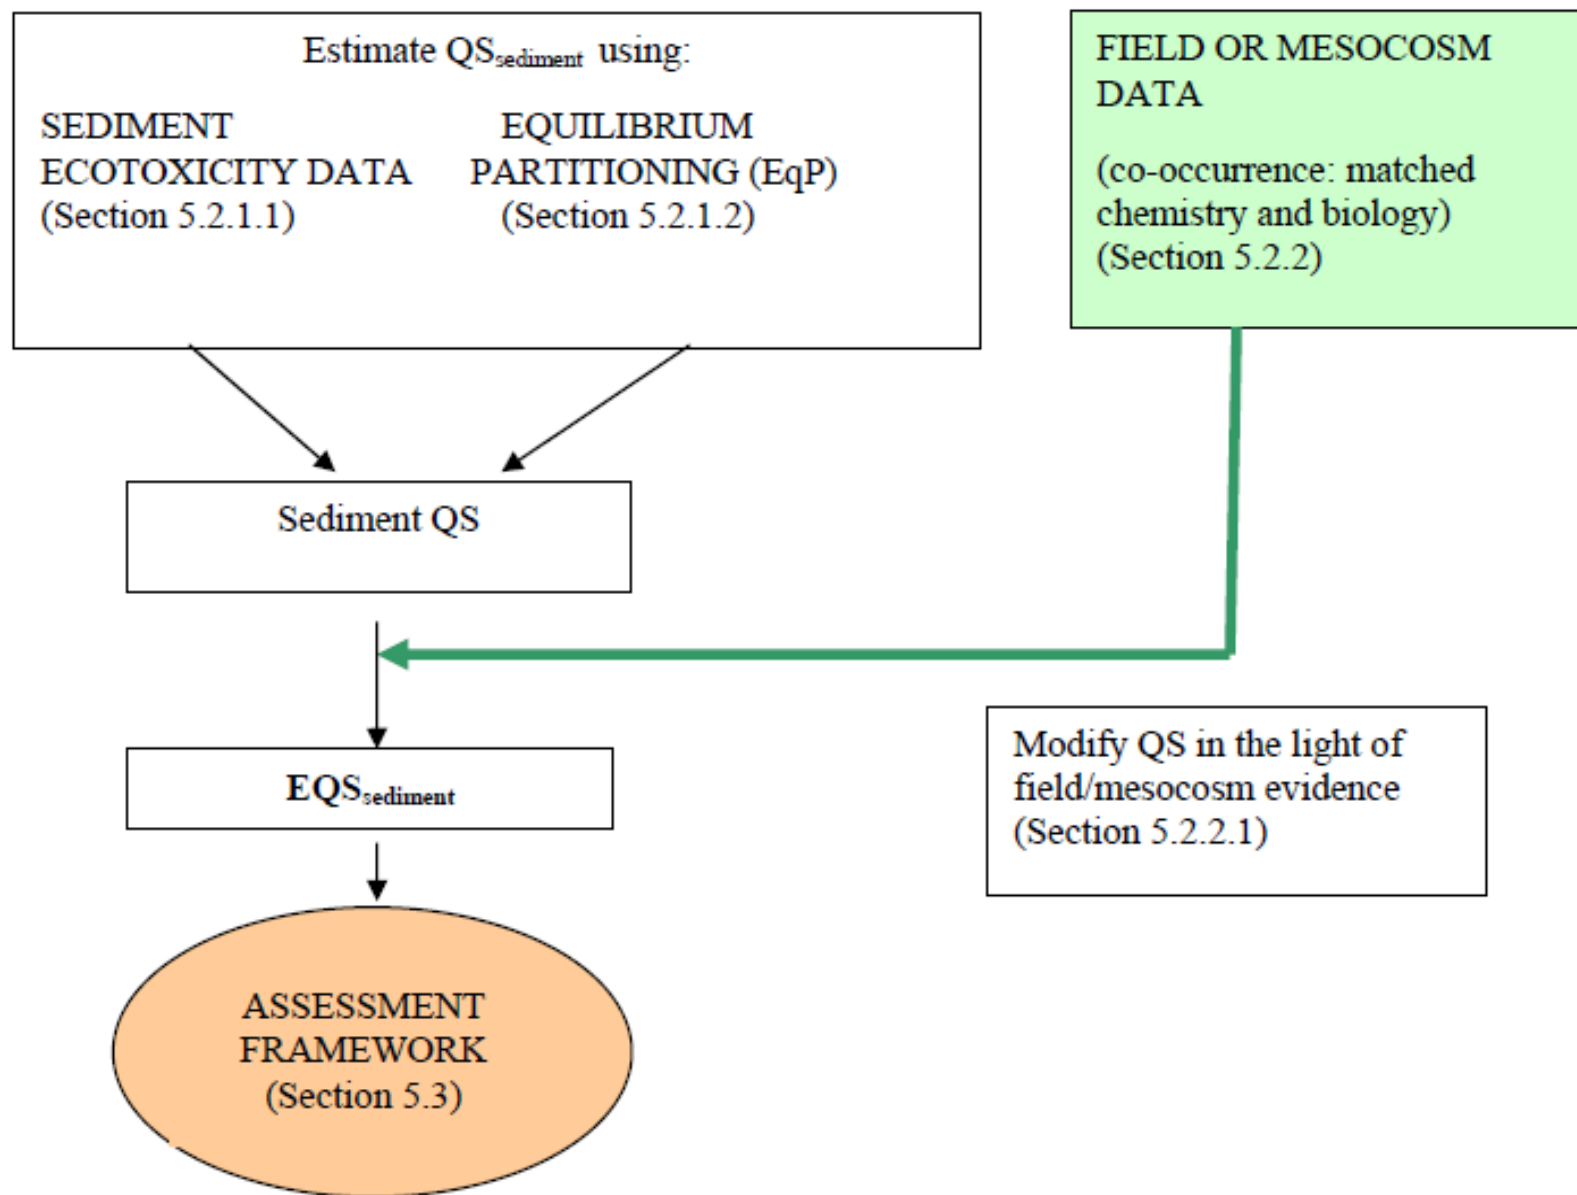 Estimate QSsediment using:
SEDIMENT
ECOTOXICITY DATA
(Section 5.2.1.1)
EQUILIBRIUM
PARTITIONING (EqP)
(Section 5.2.1.2)
FIELD OR MESOCOSM
DATA
(co-occurrence: matched
chemistry and biology)
(Section 5.2.2)
Sediment QS
EQSsediment
Modify QS in the light of
field/mesocosm evidence
(Section 5.2.2.1)
ASSESSMENT
FRAMEWORK
(Section 5.3)